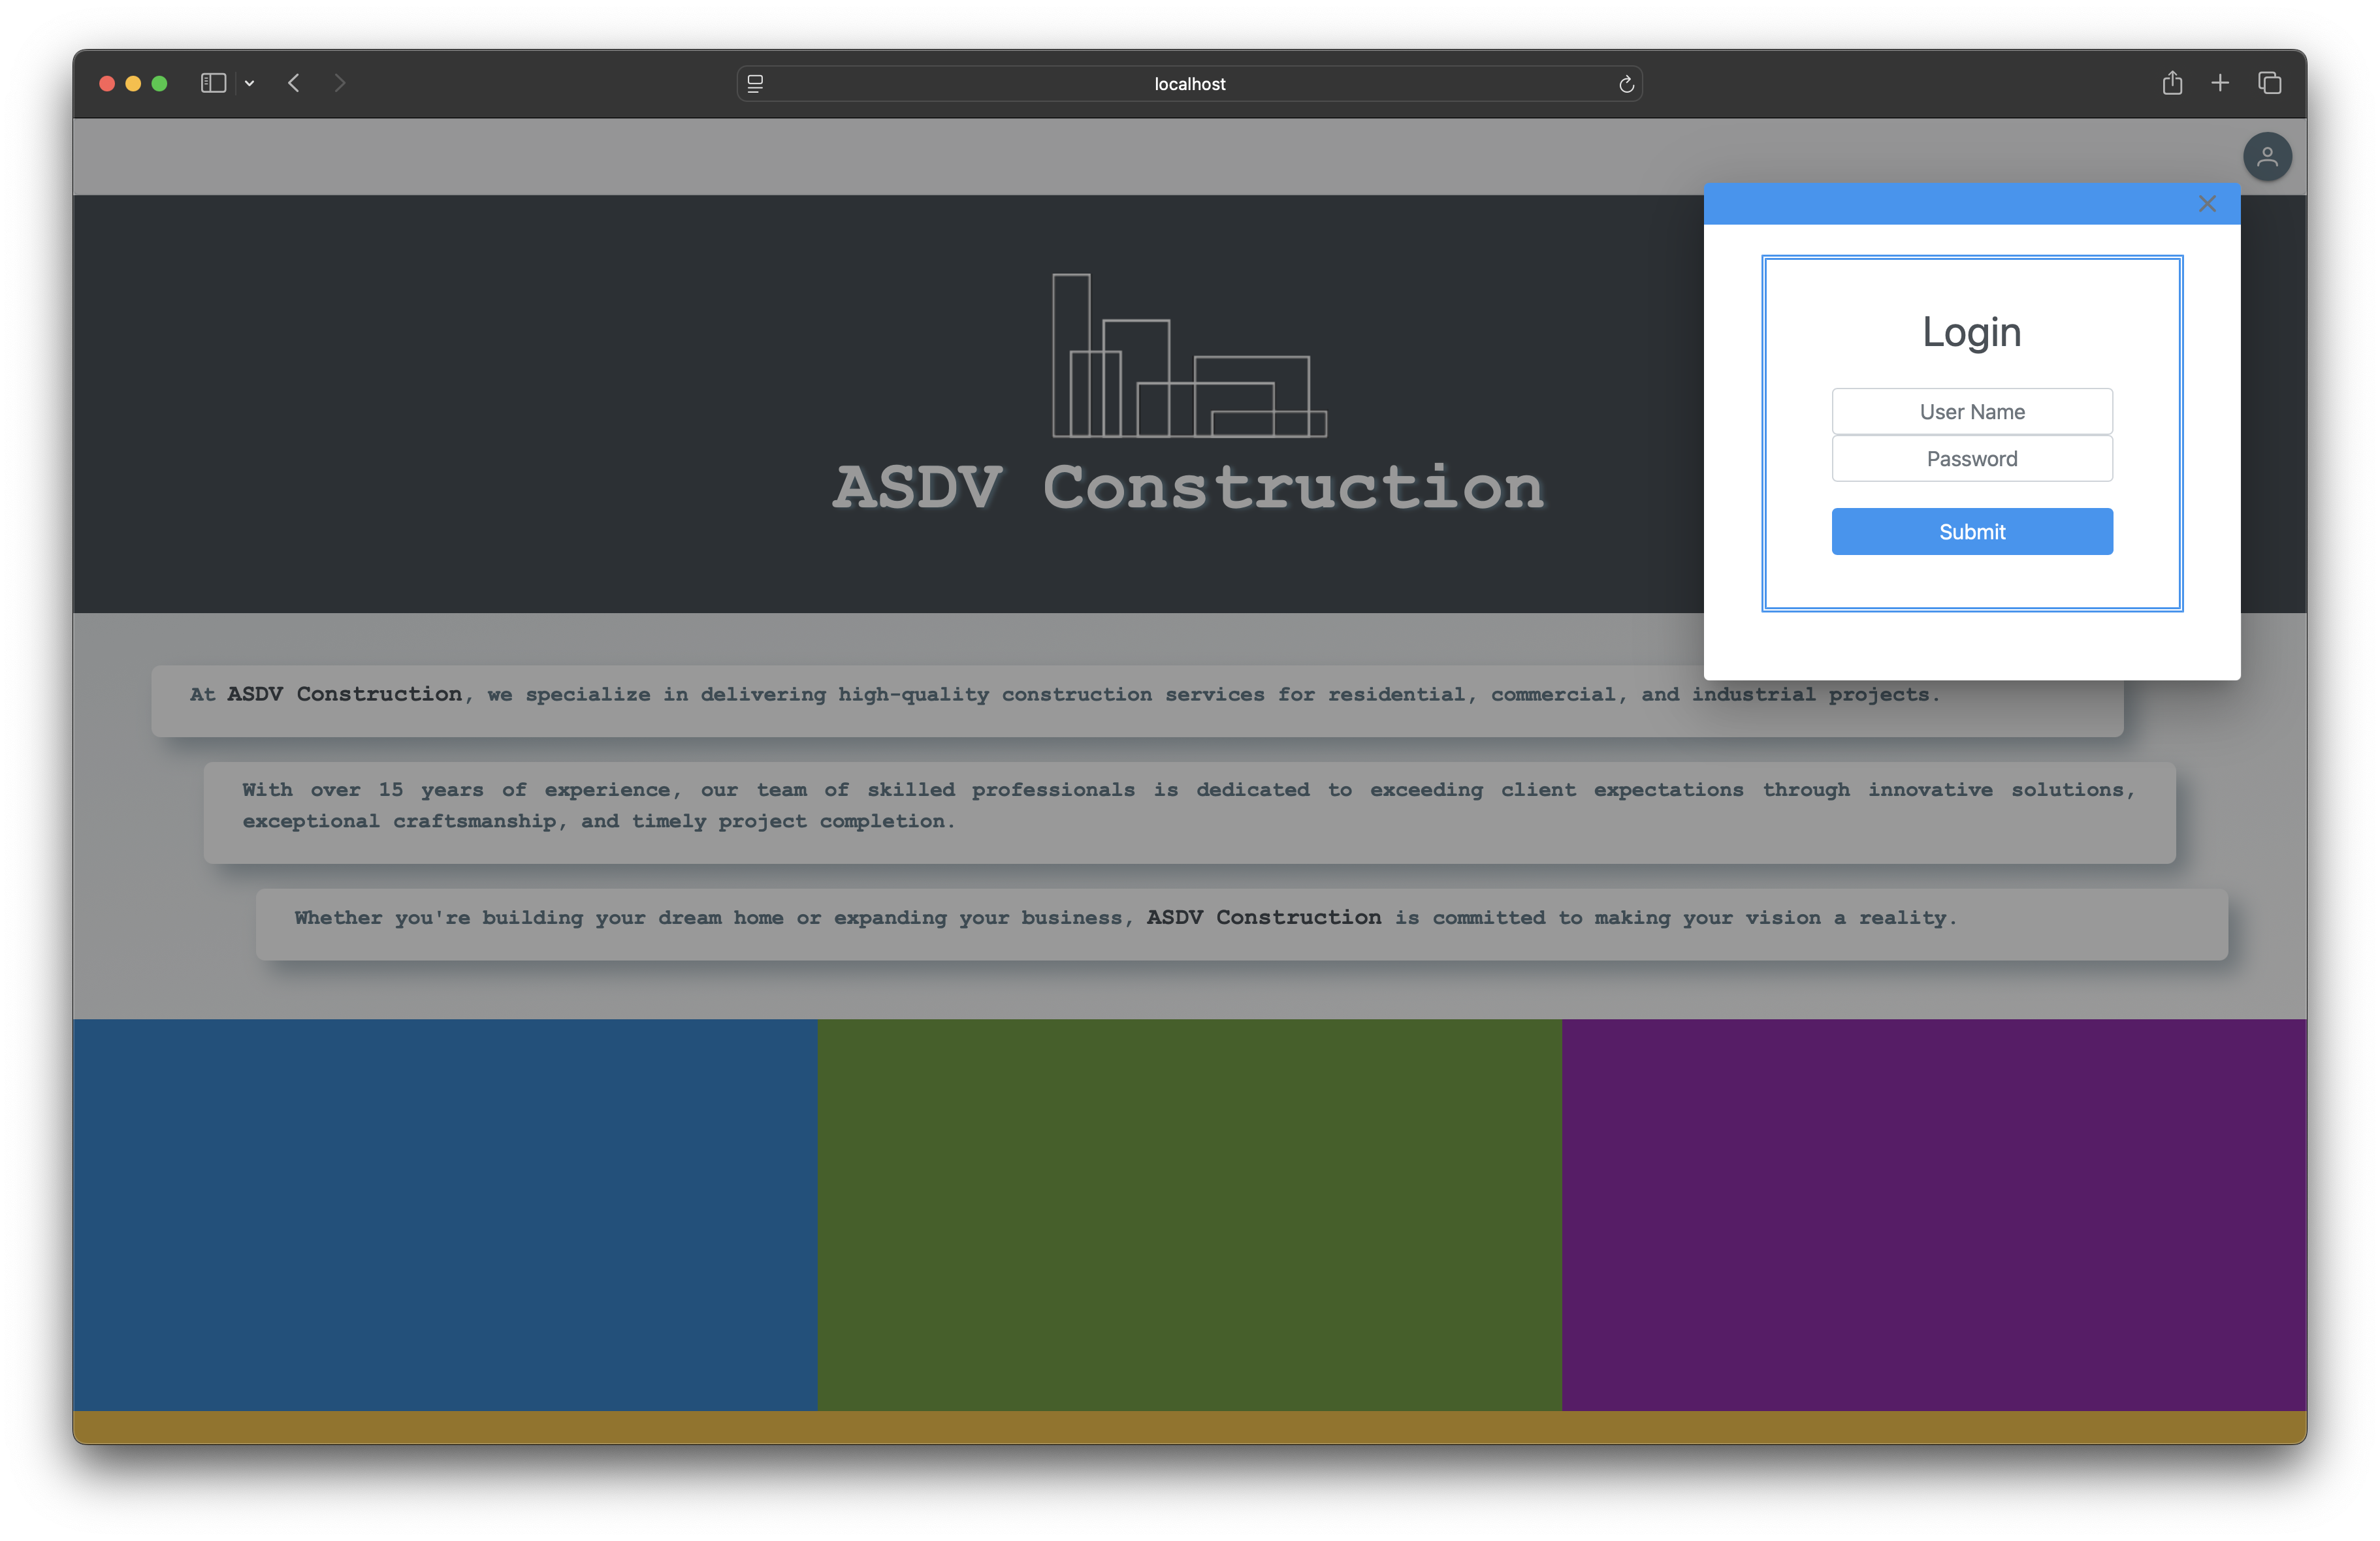 localhost
ASDV Construction
Login
User Name
Password
Submit
At ASDV Construction, we specialize in delivering high-quality construction services for residential, commercial, and industrial projects.
With over 15 years of experience, our team of skilled professionals is dedicated to exceeding client expectations through innovative solutions,
exceptional craftsmanship, and timely project completion.
Whether you're building your dream home or expanding your business, ASDV Construction is committed to making your vision a reality.